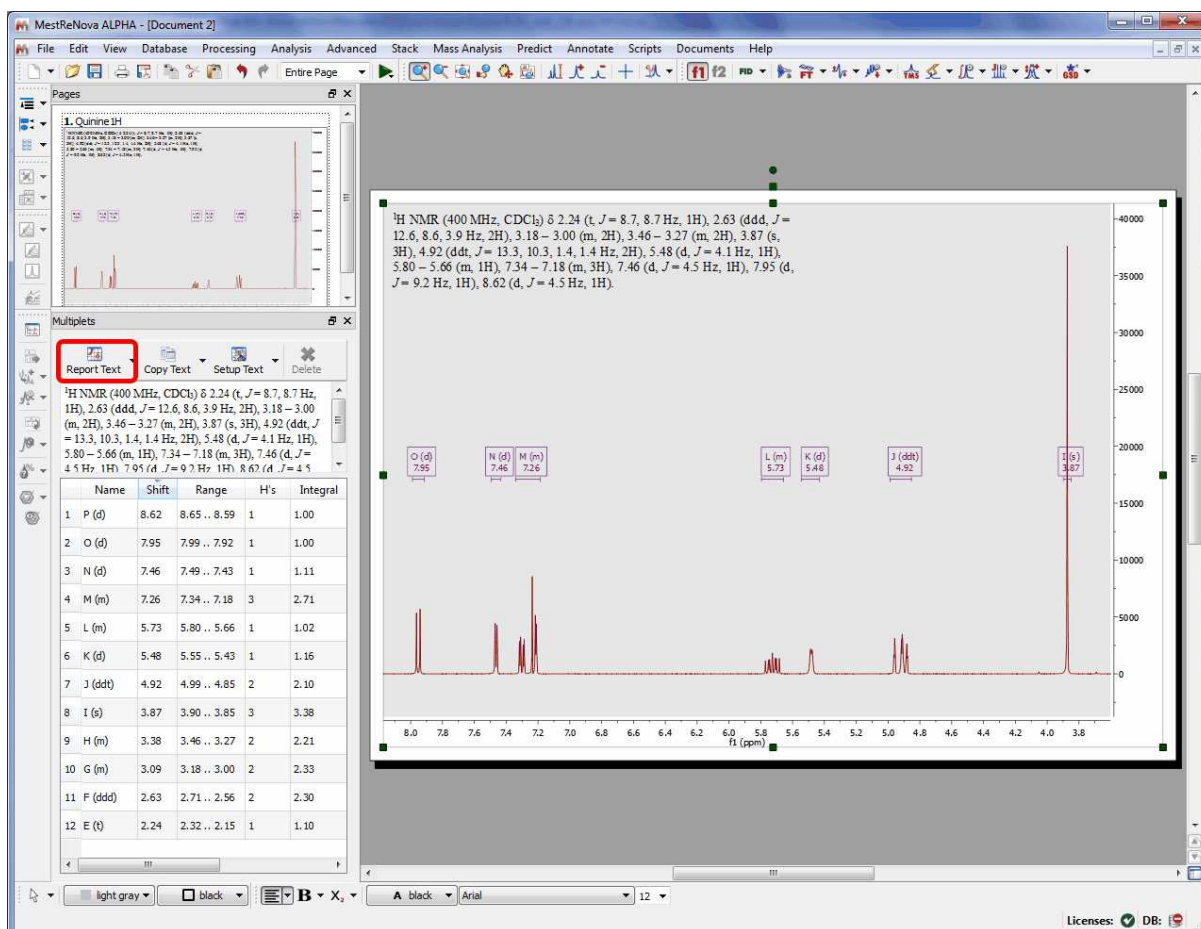 MestReNova ALPHA - [Document 2]
File Edit View Database Processing Analysis Advanced Stack Mass Analysis Predict Annotate Scripts Documents Help
Entire Page f1 f2 FID FT TMS GSD
Pages
1. Quinine 1H
Multiplets
Report Text Copy Text Setup Text Delete
¹H NMR (400 MHz, CDCl₃) δ 2.24 (t, J = 8.7, 8.7 Hz,
1H), 2.63 (ddd, J = 12.6, 8.6, 3.9 Hz, 2H), 3.18 – 3.00
(m, 2H), 3.46 – 3.27 (m, 2H), 3.87 (s, 3H), 4.92 (ddt, J
= 13.3, 10.3, 1.4, 1.4 Hz, 2H), 5.48 (d, J = 4.1 Hz, 1H),
5.80 – 5.66 (m, 1H), 7.34 – 7.18 (m, 3H), 7.46 (d, J =
4.5 Hz, 1H), 7.95 (d, J = 9.2 Hz, 1H), 8.62 (d, J = 4.5
Name Shift Range H's Integral
1 P (d) 8.62 8.65 .. 8.59 1 1.00
2 O (d) 7.95 7.99 .. 7.92 1 1.00
3 N (d) 7.46 7.49 .. 7.43 1 1.11
4 M (m) 7.26 7.34 .. 7.18 3 2.71
5 L (m) 5.73 5.80 .. 5.66 1 1.02
6 K (d) 5.48 5.55 .. 5.43 1 1.16
7 J (ddt) 4.92 4.99 .. 4.85 2 2.10
8 I (s) 3.87 3.90 .. 3.85 3 3.38
9 H (m) 3.38 3.46 .. 3.27 2 2.21
10 G (m) 3.09 3.18 .. 3.00 2 2.33
11 F (ddd) 2.63 2.71 .. 2.56 2 2.30
12 E (t) 2.24 2.32 .. 2.15 1 1.10
¹H NMR (400 MHz, CDCl₃) δ 2.24 (t, J = 8.7, 8.7 Hz, 1H), 2.63 (ddd, J =
12.6, 8.6, 3.9 Hz, 2H), 3.18 – 3.00 (m, 2H), 3.46 – 3.27 (m, 2H), 3.87 (s,
3H), 4.92 (ddt, J = 13.3, 10.3, 1.4, 1.4 Hz, 2H), 5.48 (d, J = 4.1 Hz, 1H),
5.80 – 5.66 (m, 1H), 7.34 – 7.18 (m, 3H), 7.46 (d, J = 4.5 Hz, 1H), 7.95 (d,
J = 9.2 Hz, 1H), 8.62 (d, J = 4.5 Hz, 1H).
40000
35000
30000
25000
20000
15000
10000
5000
0
O (d) N (d) M (m) L (m) K (d) J (ddt) I (s)
7.95 7.46 7.26 5.73 5.48 4.92 3.87
8.0 7.8 7.6 7.4 7.2 7.0 6.8 6.6 6.4 6.2 6.0 5.8 5.6 5.4 5.2 5.0 4.8 4.6 4.4 4.2 4.0 3.8
f1 (ppm)
light gray black B X₂ A black Arial 12
Licenses: DB: